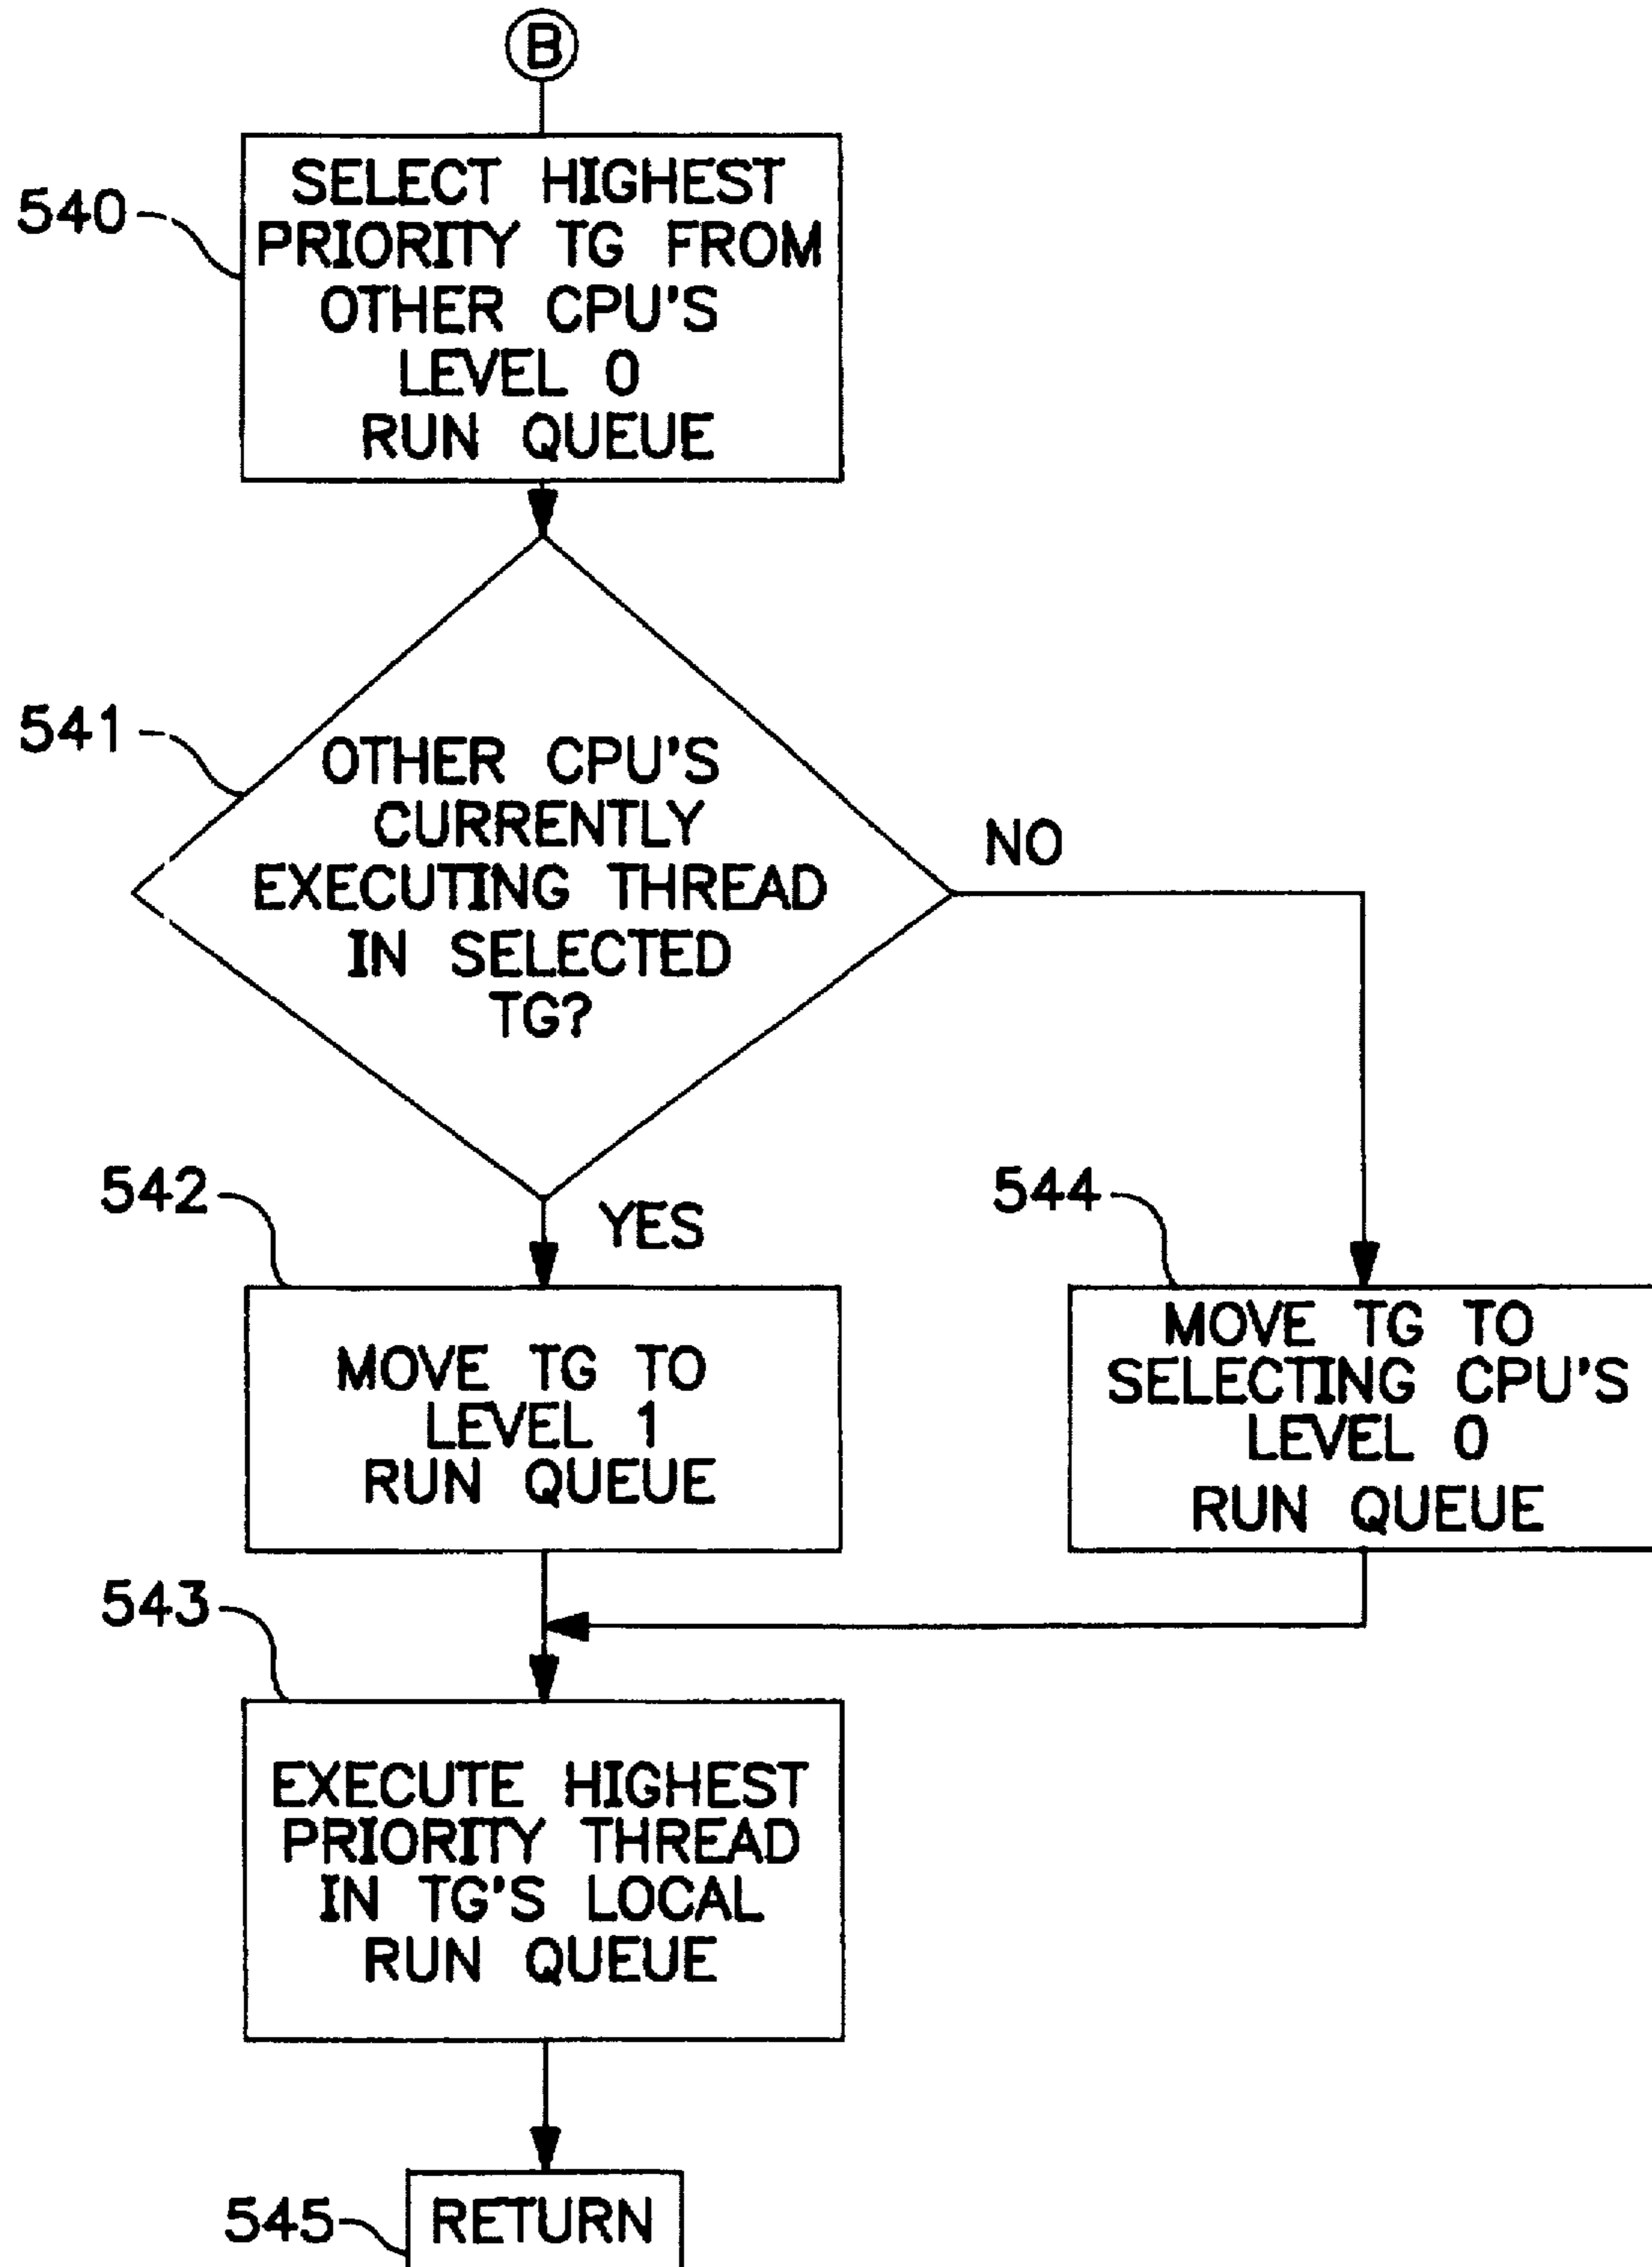 B
540
SELECT HIGHEST
PRIORITY TG FROM
OTHER CPU'S
LEVEL 0
RUN QUEUE
541
OTHER CPU'S
CURRENTLY
EXECUTING THREAD
IN SELECTED
TG?
NO
YES
542
MOVE TG TO
LEVEL 1
RUN QUEUE
544
MOVE TG TO
SELECTING CPU'S
LEVEL 0
RUN QUEUE
543
EXECUTE HIGHEST
PRIORITY THREAD
IN TG'S LOCAL
RUN QUEUE
545
RETURN